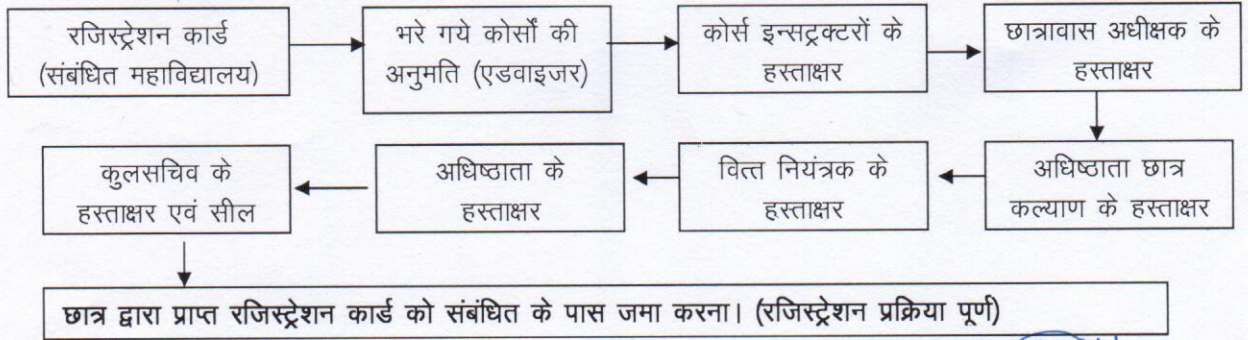 रजिस्ट्रेशन कार्ड
(संबंधित महाविद्यालय)
भरे गये कोर्सों की
अनुमति (एडवाइजर)
कोर्स इन्सट्रक्टरों के
हस्ताक्षर
छात्रावास अधीक्षक के
हस्ताक्षर
अधिष्ठाता छात्र
कल्याण के हस्ताक्षर
वित्त नियंत्रक के
हस्ताक्षर
अधिष्ठाता के
हस्ताक्षर
कुलसचिव के
हस्ताक्षर एवं सील
छात्र द्वारा प्राप्त रजिस्ट्रेशन कार्ड को संबंधित के पास जमा करना। (रजिस्ट्रेशन प्रक्रिया पूर्ण)